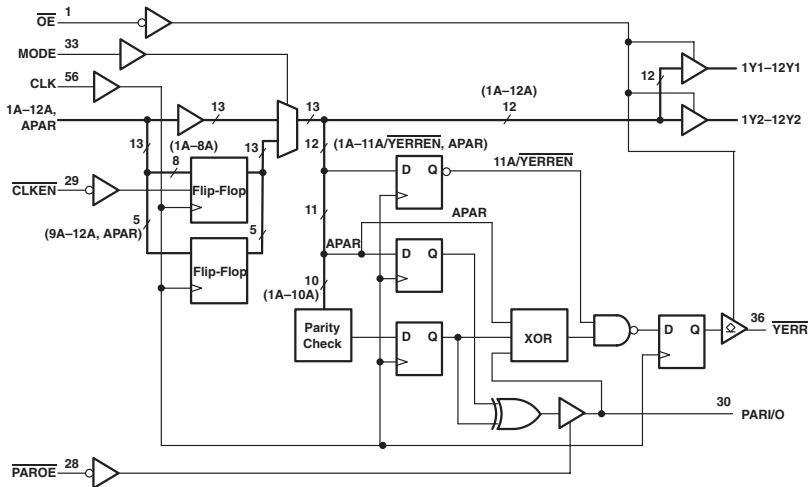 OE 1
MODE 33
CLK 56
1A–12A,
APAR
13
13
(1A–12A)
12
12
1Y1–12Y1
1Y2–12Y2
13
8
(1A–8A)
13
12
(1A–11A/YERREN, APAR)
CLKEN 29
Flip-Flop
D Q
11A/YERREN
5
(9A–12A, APAR)
5
11
APAR
Flip-Flop
APAR
D Q
10
(1A–10A)
Parity
Check
D Q
XOR
D Q
36
YERR
30
PARI/O
PAROE 28